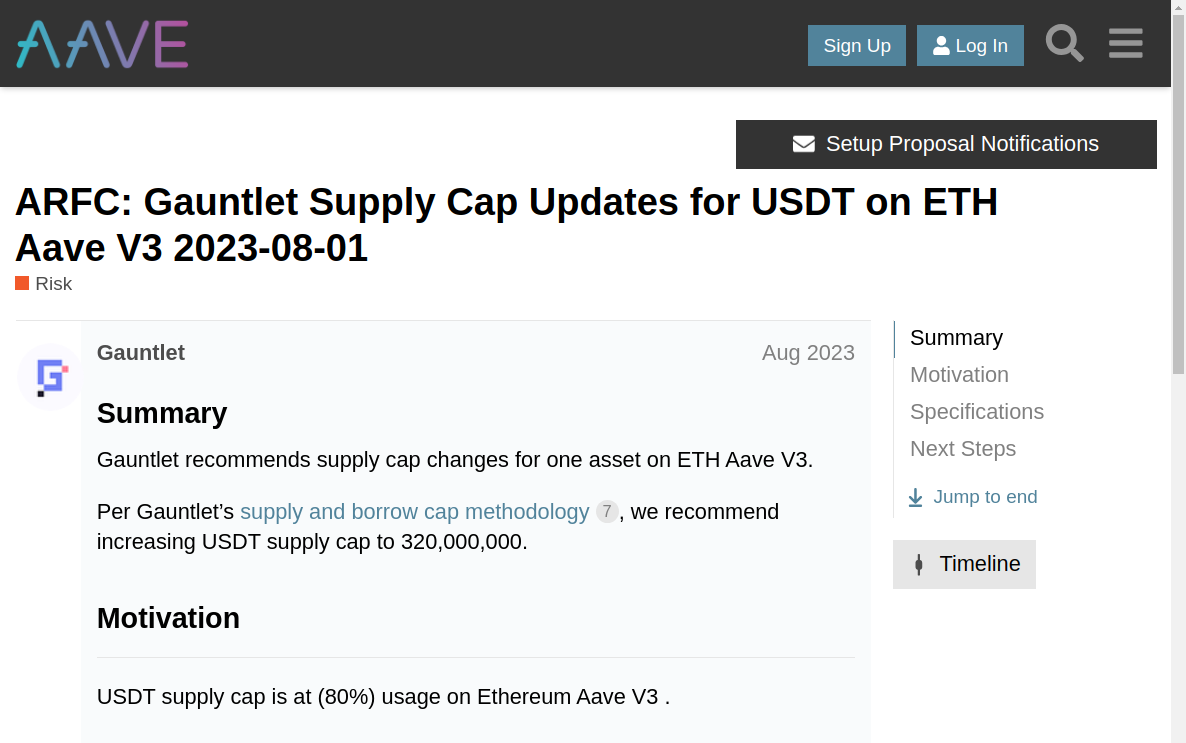 AAVE
Sign Up
Log In
Setup Proposal Notifications
ARFC: Gauntlet Supply Cap Updates for USDT on ETH
Aave V3 2023-08-01
Risk
Gauntlet
Aug 2023
Summary
Gauntlet recommends supply cap changes for one asset on ETH Aave V3.
Per Gauntlet’s supply and borrow cap methodology 7, we recommend
increasing USDT supply cap to 320,000,000.
Motivation
USDT supply cap is at (80%) usage on Ethereum Aave V3 .
Summary
Motivation
Specifications
Next Steps
Jump to end
Timeline